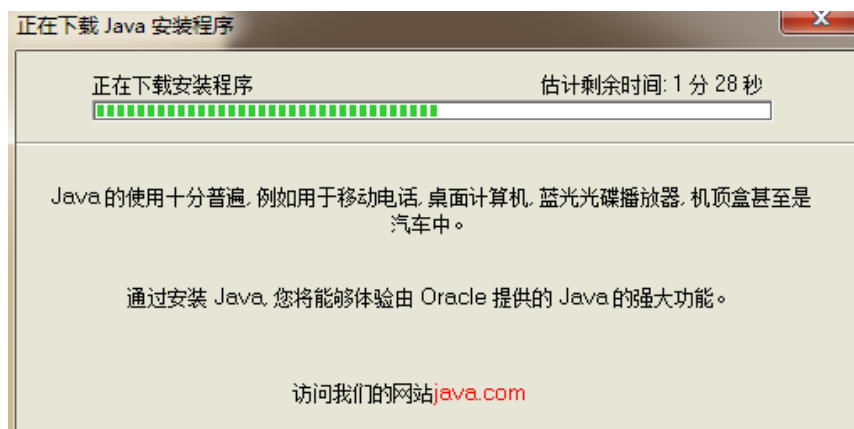 正在下载 Java 安装程序
正在下载安装程序 估计剩余时间: 1 分 28 秒
Java 的使用十分普遍, 例如用于移动电话, 桌面计算机, 蓝光光碟播放器, 机顶盒甚至是
汽车中。
通过安装 Java, 您将能够体验由 Oracle 提供的 Java 的强大功能。
访问我们的网站java.com